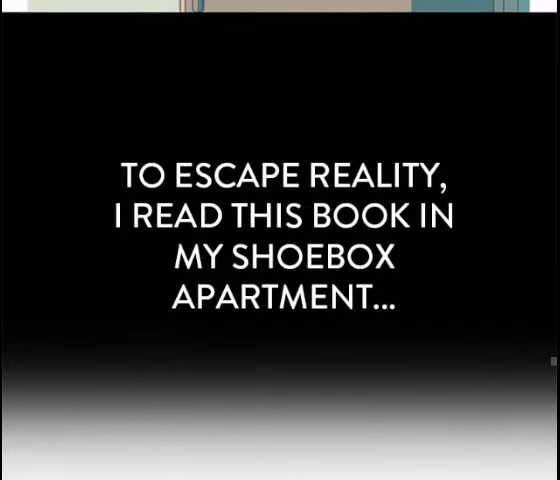 TO ESCAPE REALITY,
I READ THIS BOOK IN
MY SHOEBOX
APARTMENT...